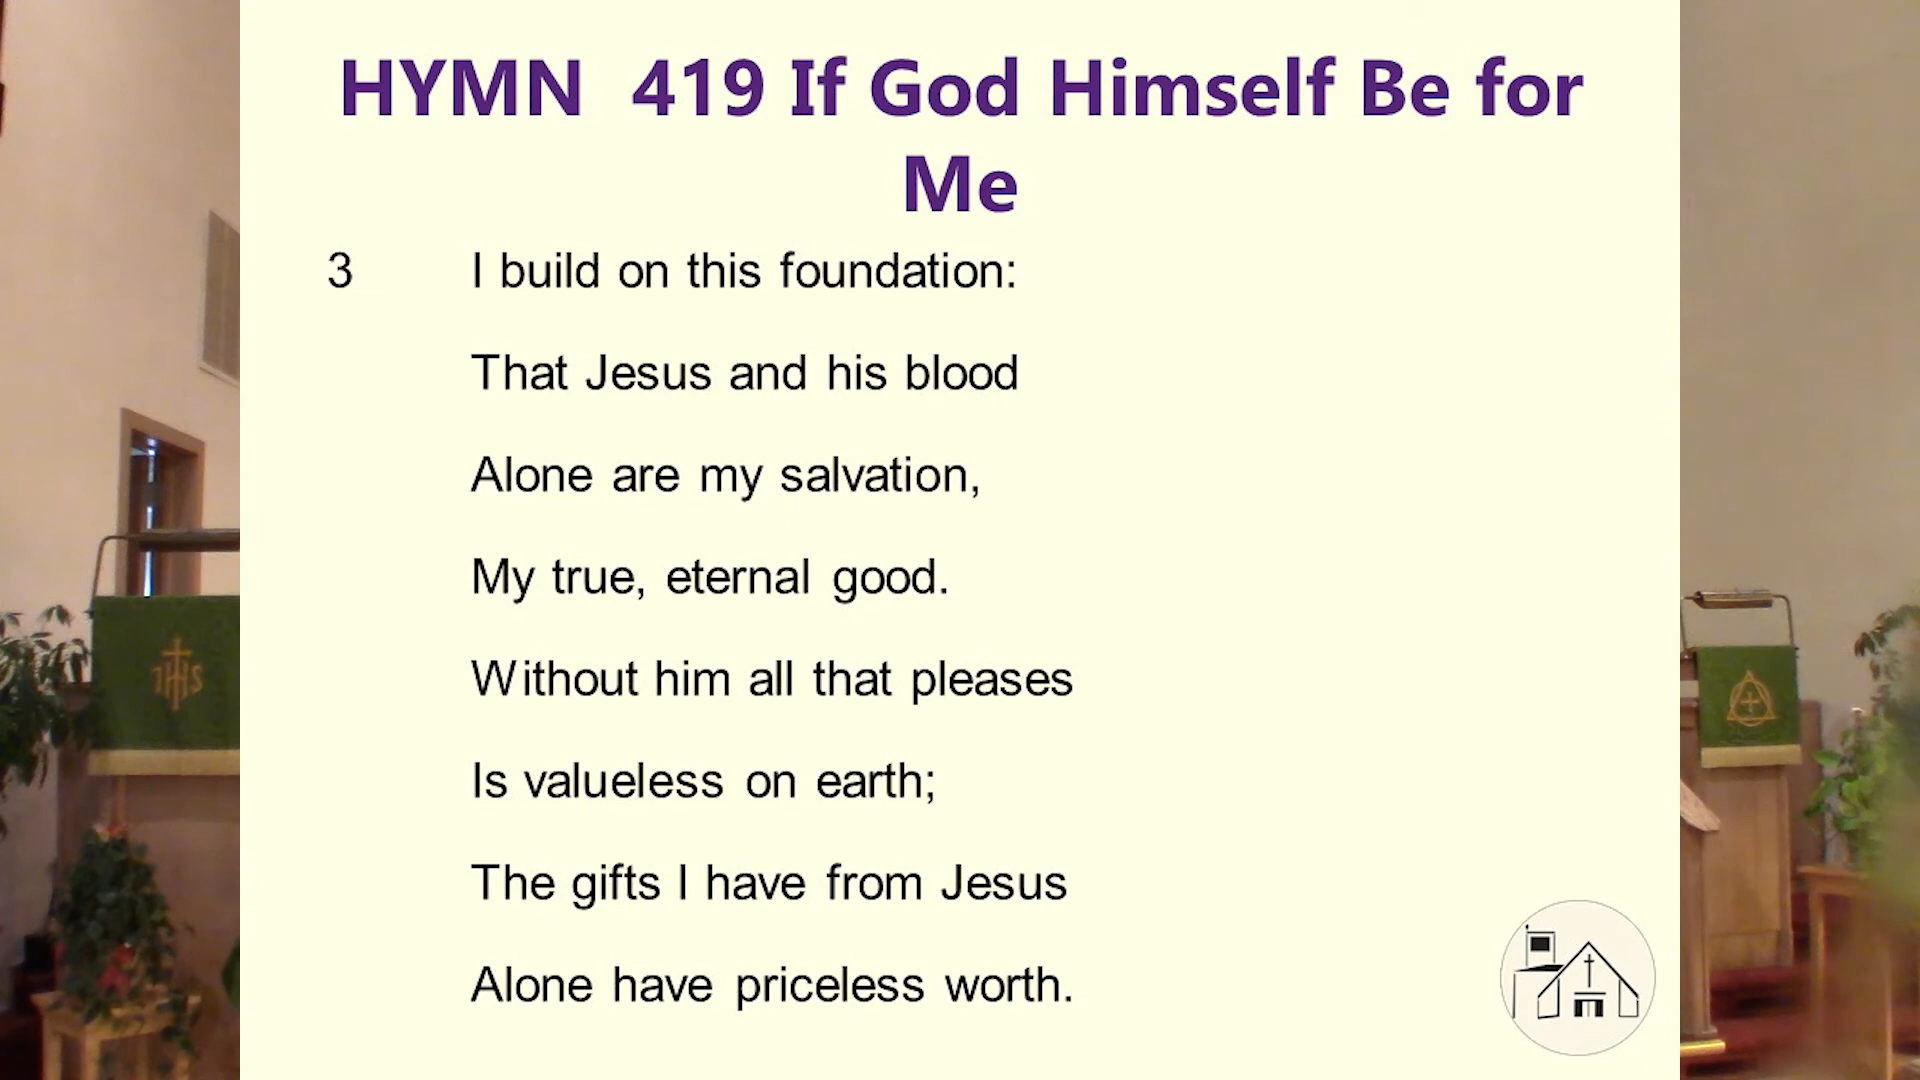 HYMN  419 If God Himself Be for
Me
3 I build on this foundation:
That Jesus and his blood
Alone are my salvation,
My true, eternal good.
Without him all that pleases
Is valueless on earth;
The gifts I have from Jesus
Alone have priceless worth.
IHS